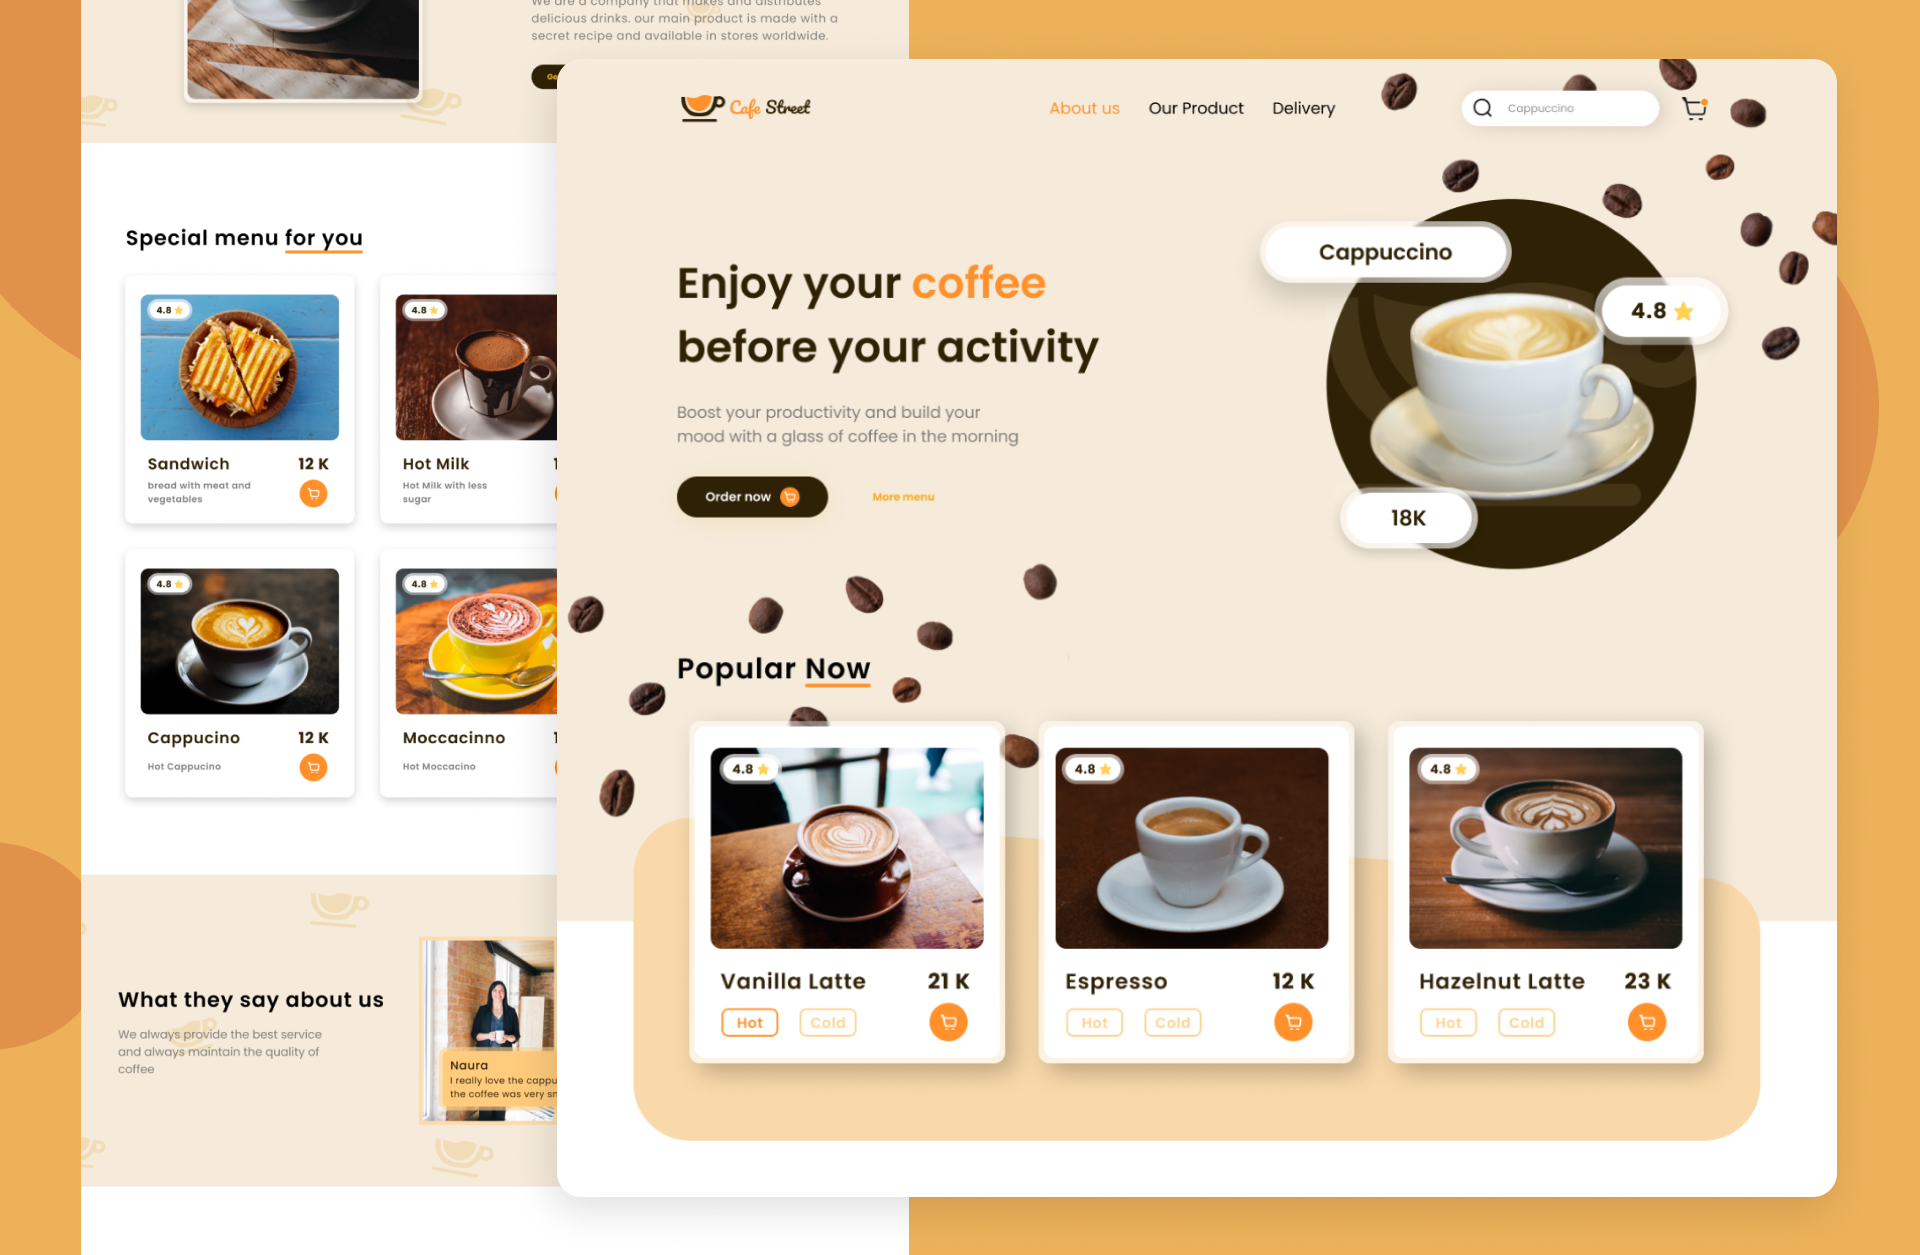 We are a company that makes and distributes
delicious drinks. our main product is made with a
secret recipe and available in stores worldwide.
Special menu for you
4.8
Sandwich 12 K
bread with meat and
vegetables
4.8
Hot Milk
Hot Milk with less
sugar
4.8
Cappucino 12 K
Hot Cappucino
4.8
Moccacinno
Hot Moccacino
What they say about us
We always provide the best service
and always maintain the quality of
coffee
Naura
I really love the cappu
the coffee was very sn
Cafe Street
About us Our Product Delivery
Cappuccino
Enjoy your coffee
before your activity
Boost your productivity and build your
mood with a glass of coffee in the morning
Order now
More menu
Cappuccino
4.8
18K
Popular Now
4.8
Vanilla Latte 21 K
Hot Cold
4.8
Espresso 12 K
Hot Cold
4.8
Hazelnut Latte 23 K
Hot Cold